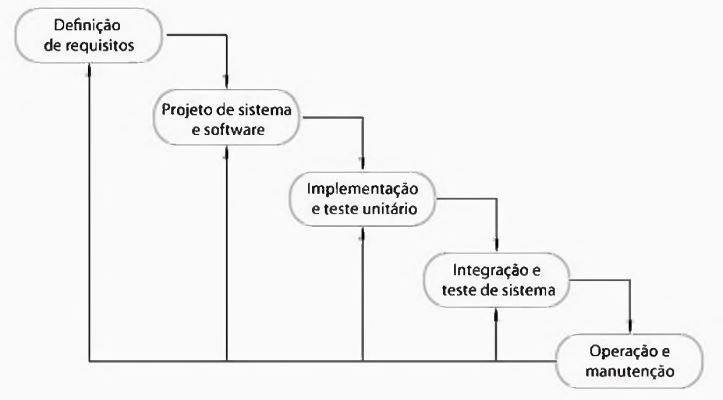 Definição
de requisitos
Projeto de sistema
e software
Implementação
e teste unitário
Integração e
teste de sistema
Operação e
manutenção